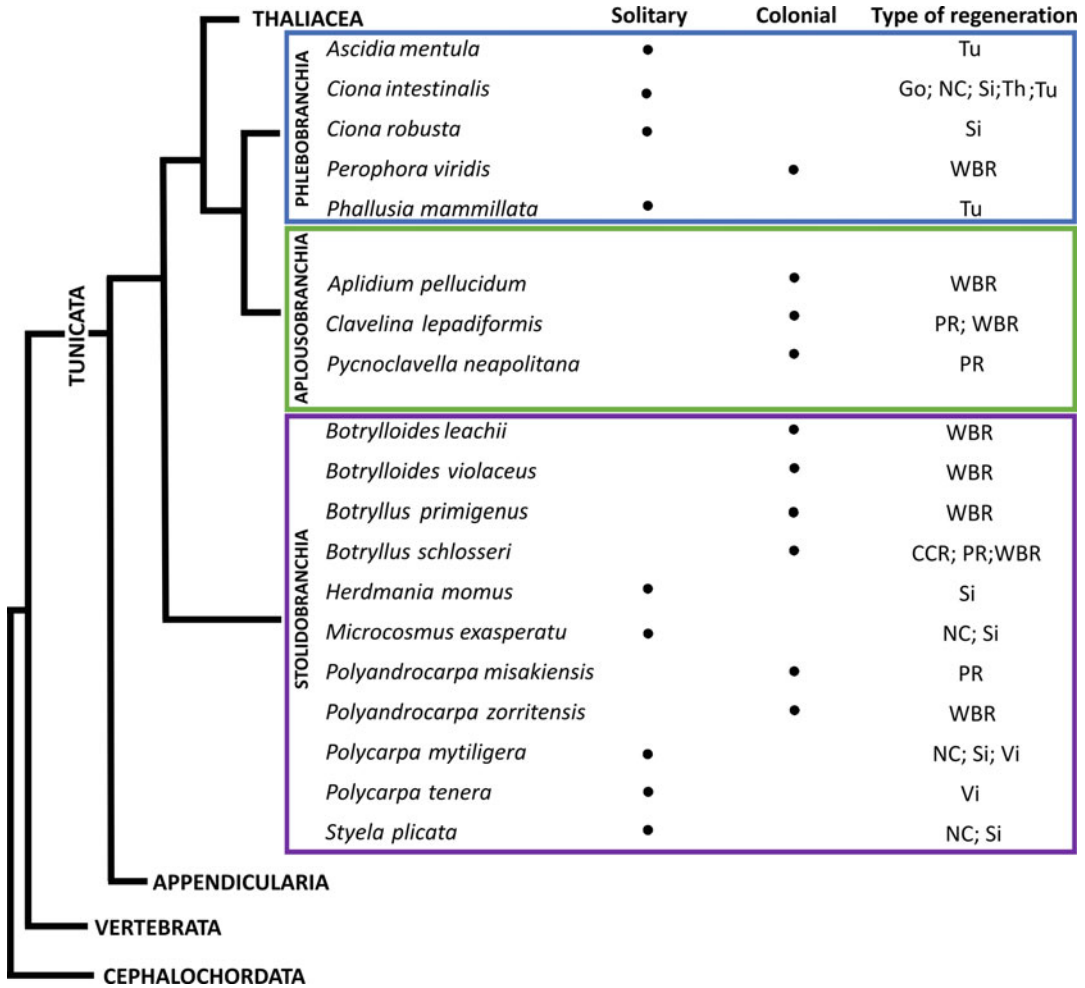 THALIACEA Solitary Colonial Type of regeneration
PHLEBOBRANCHIA
Ascidia mentula Tu
Ciona intestinalis Go; NC; Si;Th ;Tu
Ciona robusta Si
Perophora viridis WBR
Phallusia mammillata Tu
APLOUSOBRANCHIA
Aplidium pellucidum WBR
Clavelina lepadiformis PR; WBR
Pycnoclavella neapolitana PR
TUNICATA
STOLIDOBRANCHIA
Botrylloides leachii WBR
Botrylloides violaceus WBR
Botryllus primigenus WBR
Botryllus schlosseri CCR; PR;WBR
Herdmania momus Si
Microcosmus exasperatu NC; Si
Polyandrocarpa misakiensis PR
Polyandrocarpa zorritensis WBR
Polycarpa mytiligera NC; Si; Vi
Polycarpa tenera Vi
Styela plicata NC; Si
APPENDICULARIA
VERTEBRATA
CEPHALOCHORDATA